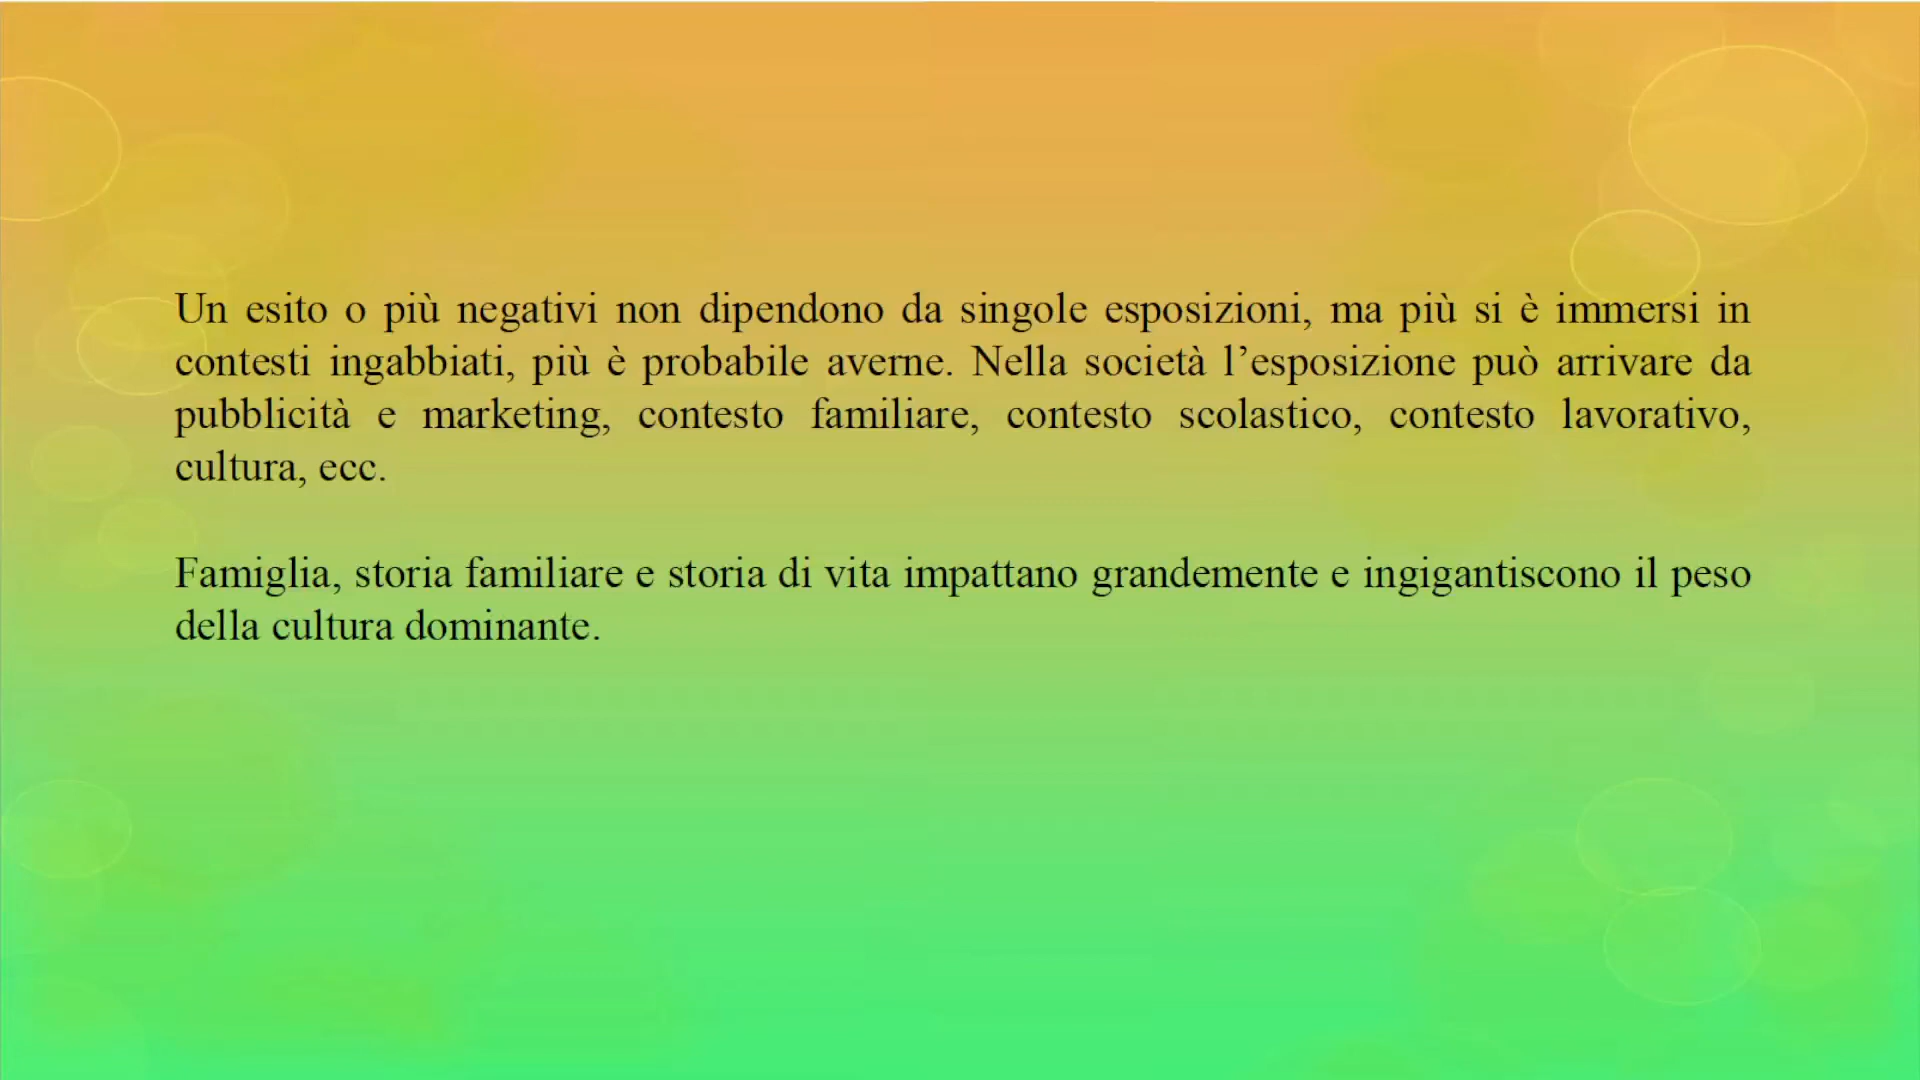 Un esito o più negativi non dipendono da singole esposizioni, ma più si è immersi in
contesti ingabbiati, più è probabile averne. Nella società l’esposizione può arrivare da
pubblicità e marketing, contesto familiare, contesto scolastico, contesto lavorativo,
cultura, ecc.
Famiglia, storia familiare e storia di vita impattano grandemente e ingigantiscono il peso
della cultura dominante.